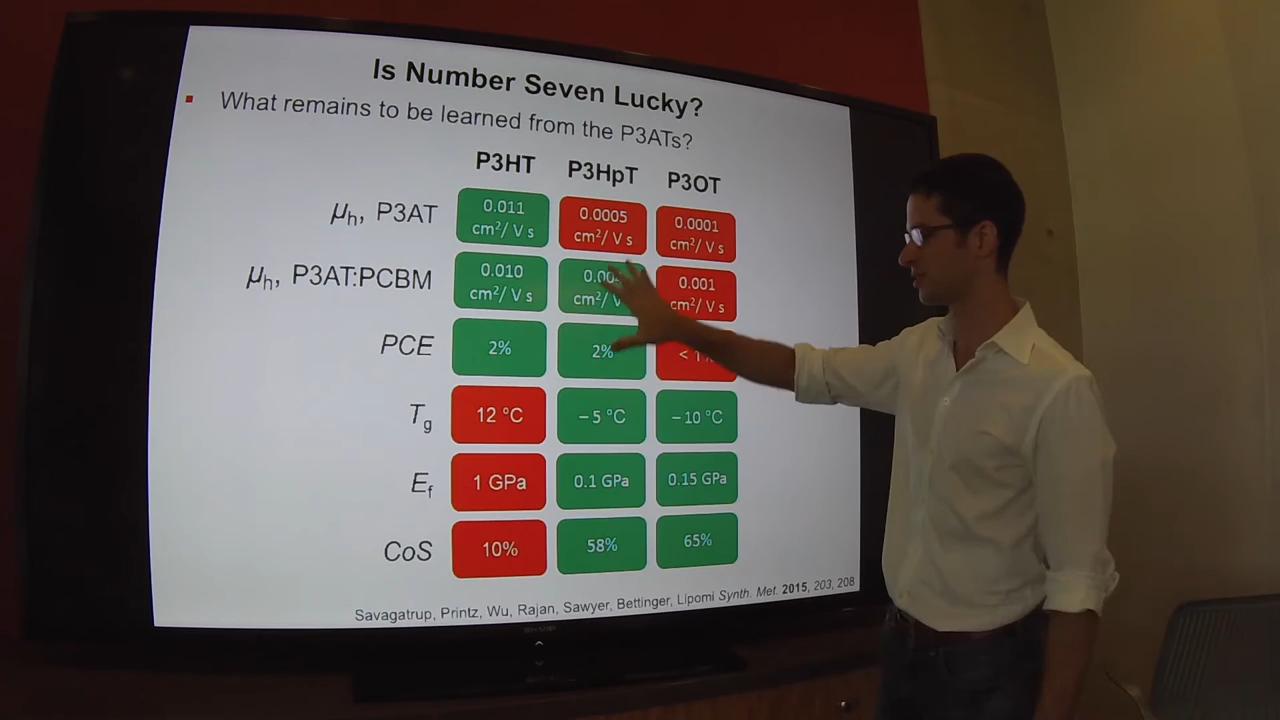 Is Number Seven Lucky?
What remains to be learned from the P3ATs?
P3HT P3HpT P3OT
μh, P3AT
0.011 cm²/ V s
0.0005 cm²/ V s
0.0001 cm²/ V s
μh, P3AT:PCBM
0.010 cm²/ V s
cm²/ V
0.001 cm²/ V s
PCE 2% 2% <
Tg 12 °C – 5 °C – 10 °C
Ef 1 GPa 0.1 GPa 0.15 GPa
CoS 10% 58% 65%
Savagatrup, Printz, Wu, Rajan, Sawyer, Bettinger, Lipomi Synth. Met. 2015, 203, 208